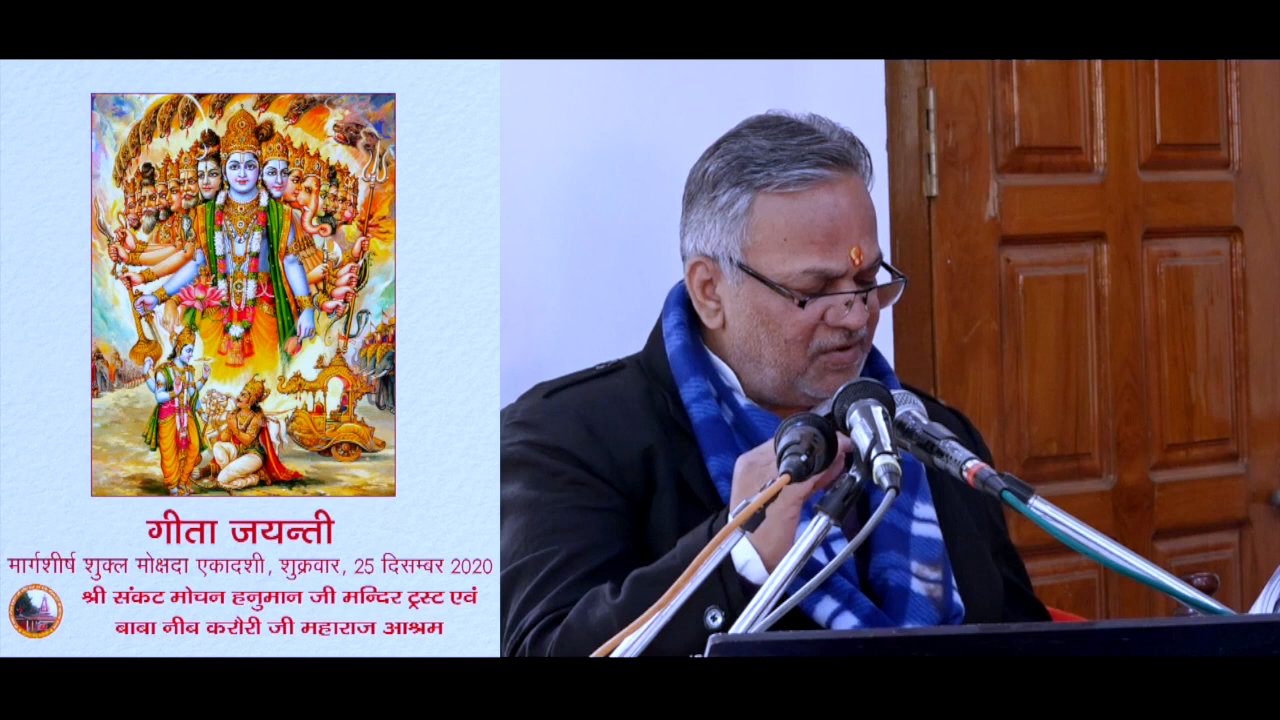 गीता जयन्ती
मार्गशीर्ष शुक्ल मोक्षदा एकादशी, शुक्रवार, 25 दिसम्बर 2020
श्री संकट मोचन हनुमान जी मन्दिर ट्रस्ट एवं
बाबा नीब करौरी जी महाराज आश्रम